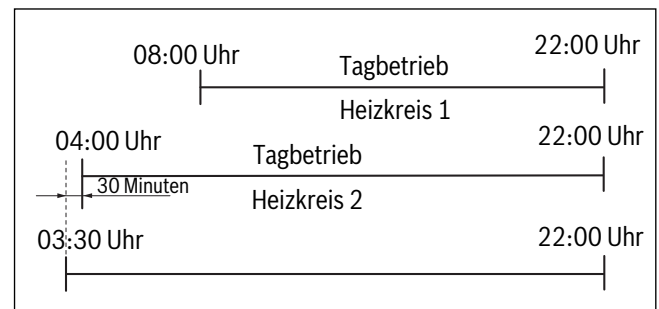 08:00 Uhr
Tagbetrieb
22:00 Uhr
Heizkreis 1
04:00 Uhr
Tagbetrieb
22:00 Uhr
30 Minuten
Heizkreis 2
03:30 Uhr
22:00 Uhr